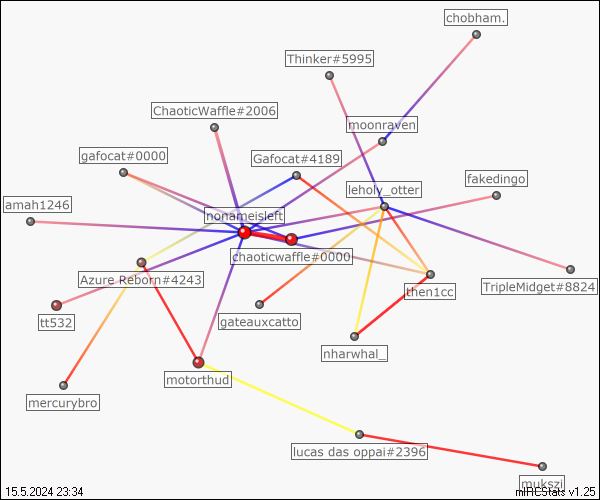 chobham.
Thinker#5995
ChaoticWaffle#2006
moonraven
gafocat#0000
Gafocat#4189
leholy_otter
fakedingo
amah1246
nonameisleft
chaoticwaffle#0000
Azure Reborn#4243
TripleMidget#8824
then1cc
tt532
gateauxcatto
nharwhal_
motorthud
mercurybro
lucas das oppai#2396
mukszi
15.5.2024 23:34
mIRCStats v1.25